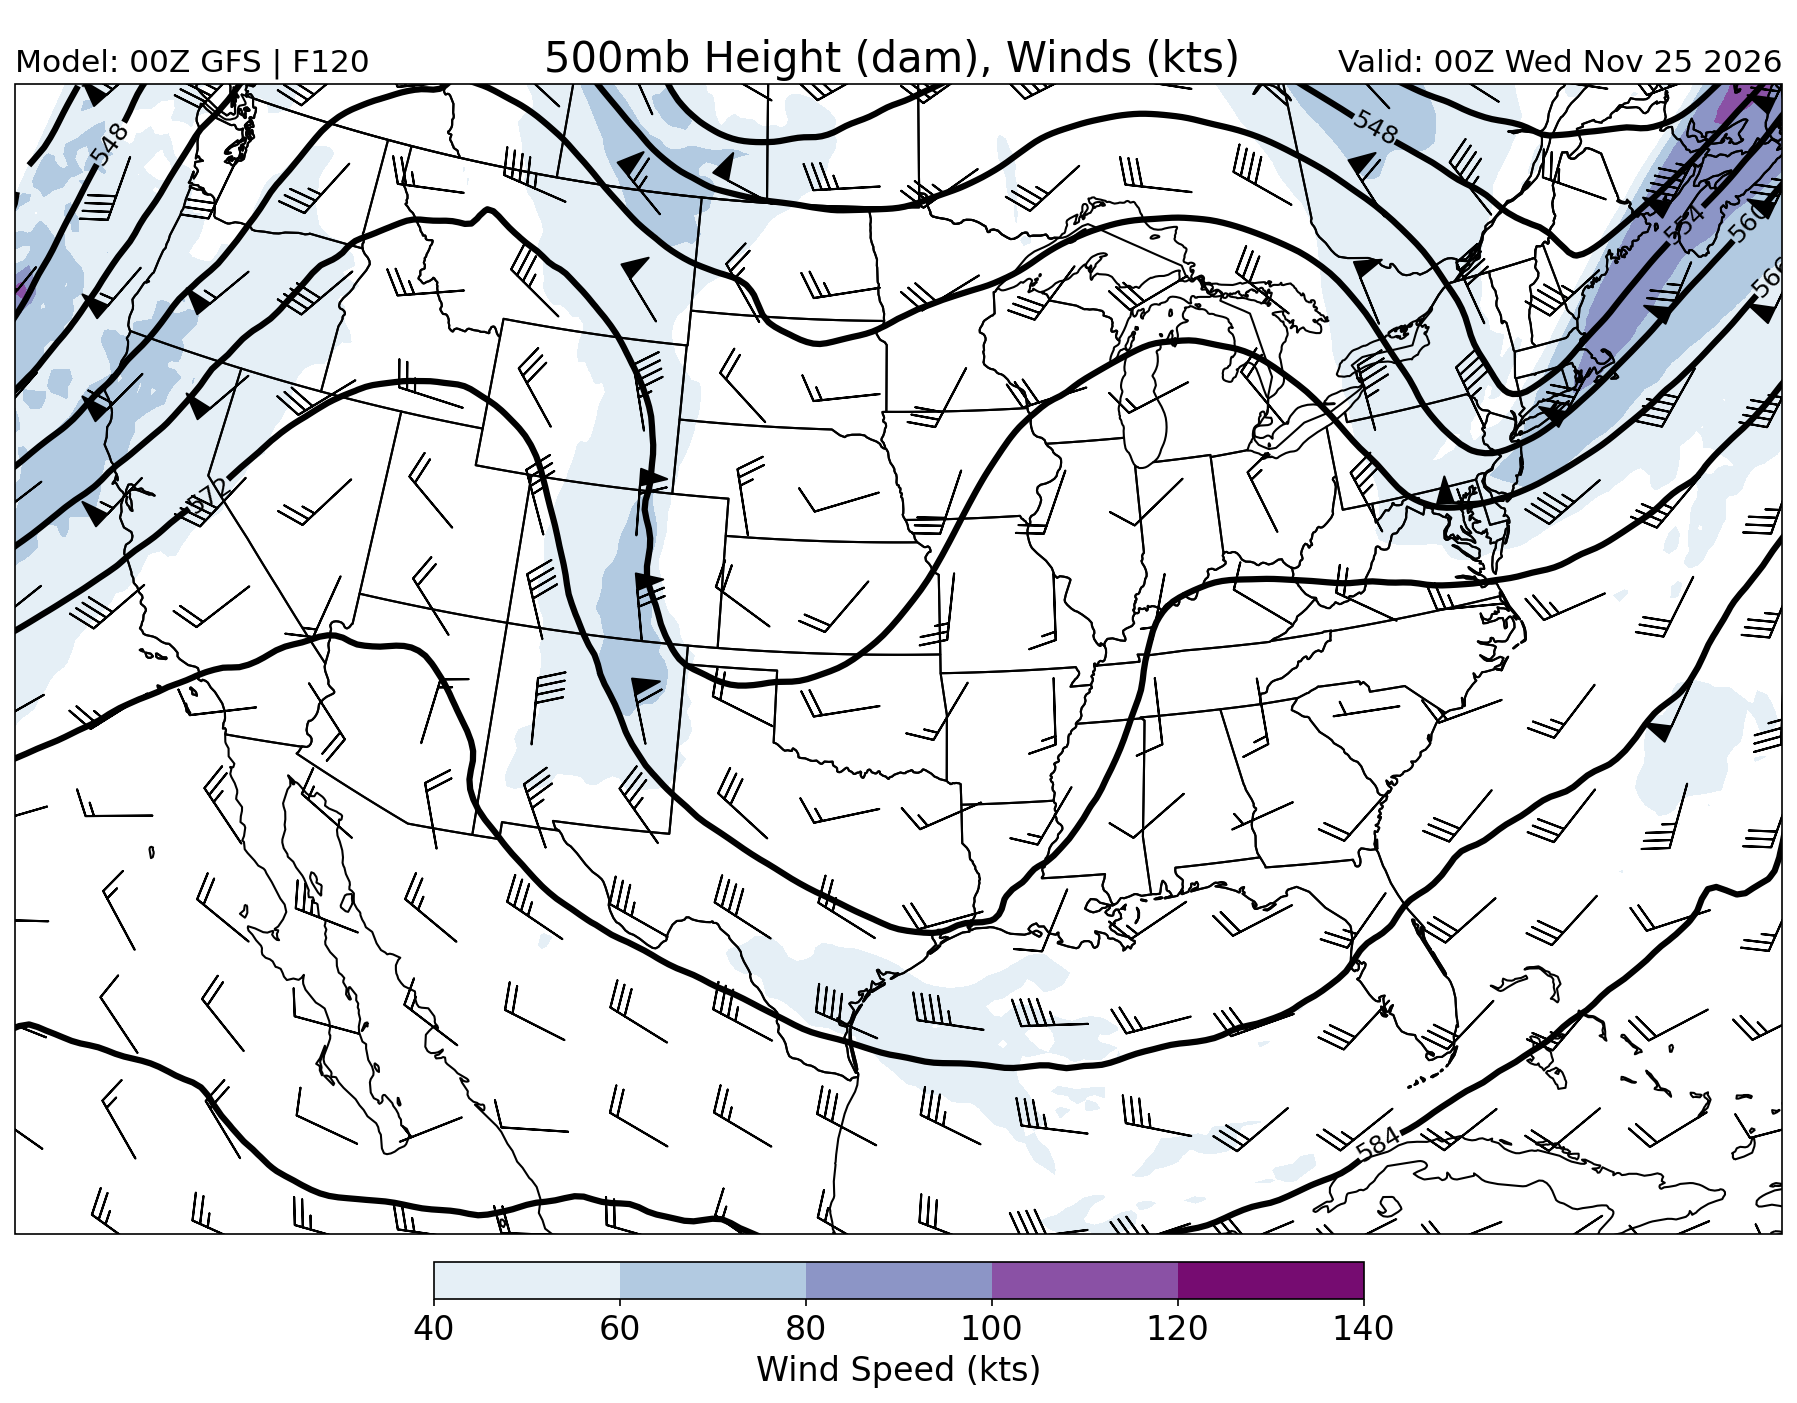 Model: 00Z GFS | F120
500mb Height (dam), Winds (kts)
Valid: 00Z Wed Nov 25 2026
548
548
554
560
566
572
584
40 60 80 100 120 140
Wind Speed (kts)